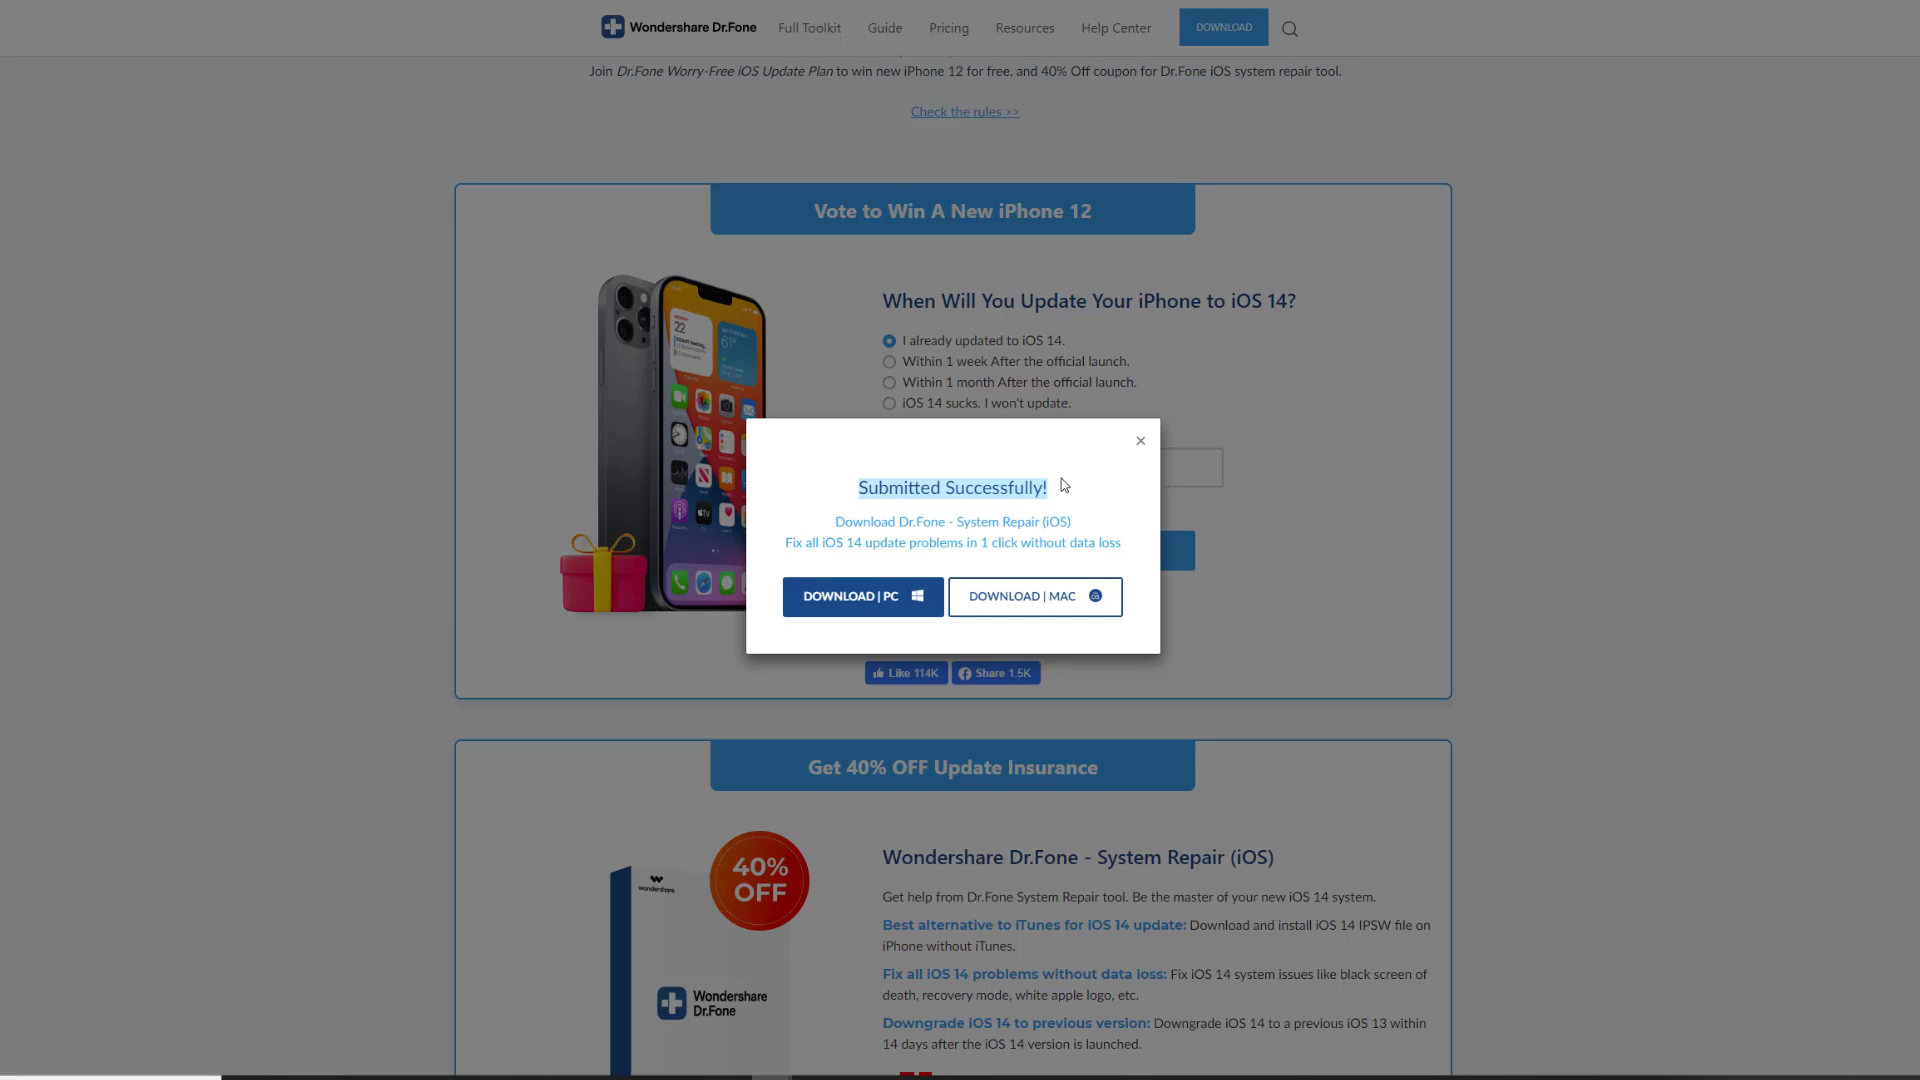 Wondershare Dr.Fone Full Toolkit Guide Pricing Resources Help Center DOWNLOAD
Join Dr.Fone Worry-Free iOS Update Plan to win new iPhone 12 for free, and 40% Off coupon for Dr.Fone iOS system repair tool.
Check the rules >>
Vote to Win A New iPhone 12
When Will You Update Your iPhone to iOS 14?
I already updated to iOS 14.
Within 1 week After the official launch.
Within 1 month After the official launch.
iOS 14 sucks. I won't update.
22
61°
tv
Submitted Successfully!
Download Dr.Fone - System Repair (iOS)
Fix all iOS 14 update problems in 1 click without data loss
DOWNLOAD | PC
DOWNLOAD | MAC
Like 114K Share 1.5K
Get 40% OFF Update Insurance
40%
OFF
wondershare
Wondershare
Dr.Fone
Wondershare Dr.Fone - System Repair (iOS)
Get help from Dr.Fone System Repair tool. Be the master of your new iOS 14 system.
Best alternative to iTunes for iOS 14 update: Download and install iOS 14 IPSW file on
iPhone without iTunes.
Fix all iOS 14 problems without data loss: Fix iOS 14 system issues like black screen of
death, recovery mode, white apple logo, etc.
Downgrade iOS 14 to previous version: Downgrade iOS 14 to a previous iOS 13 within
14 days after the iOS 14 version is launched.